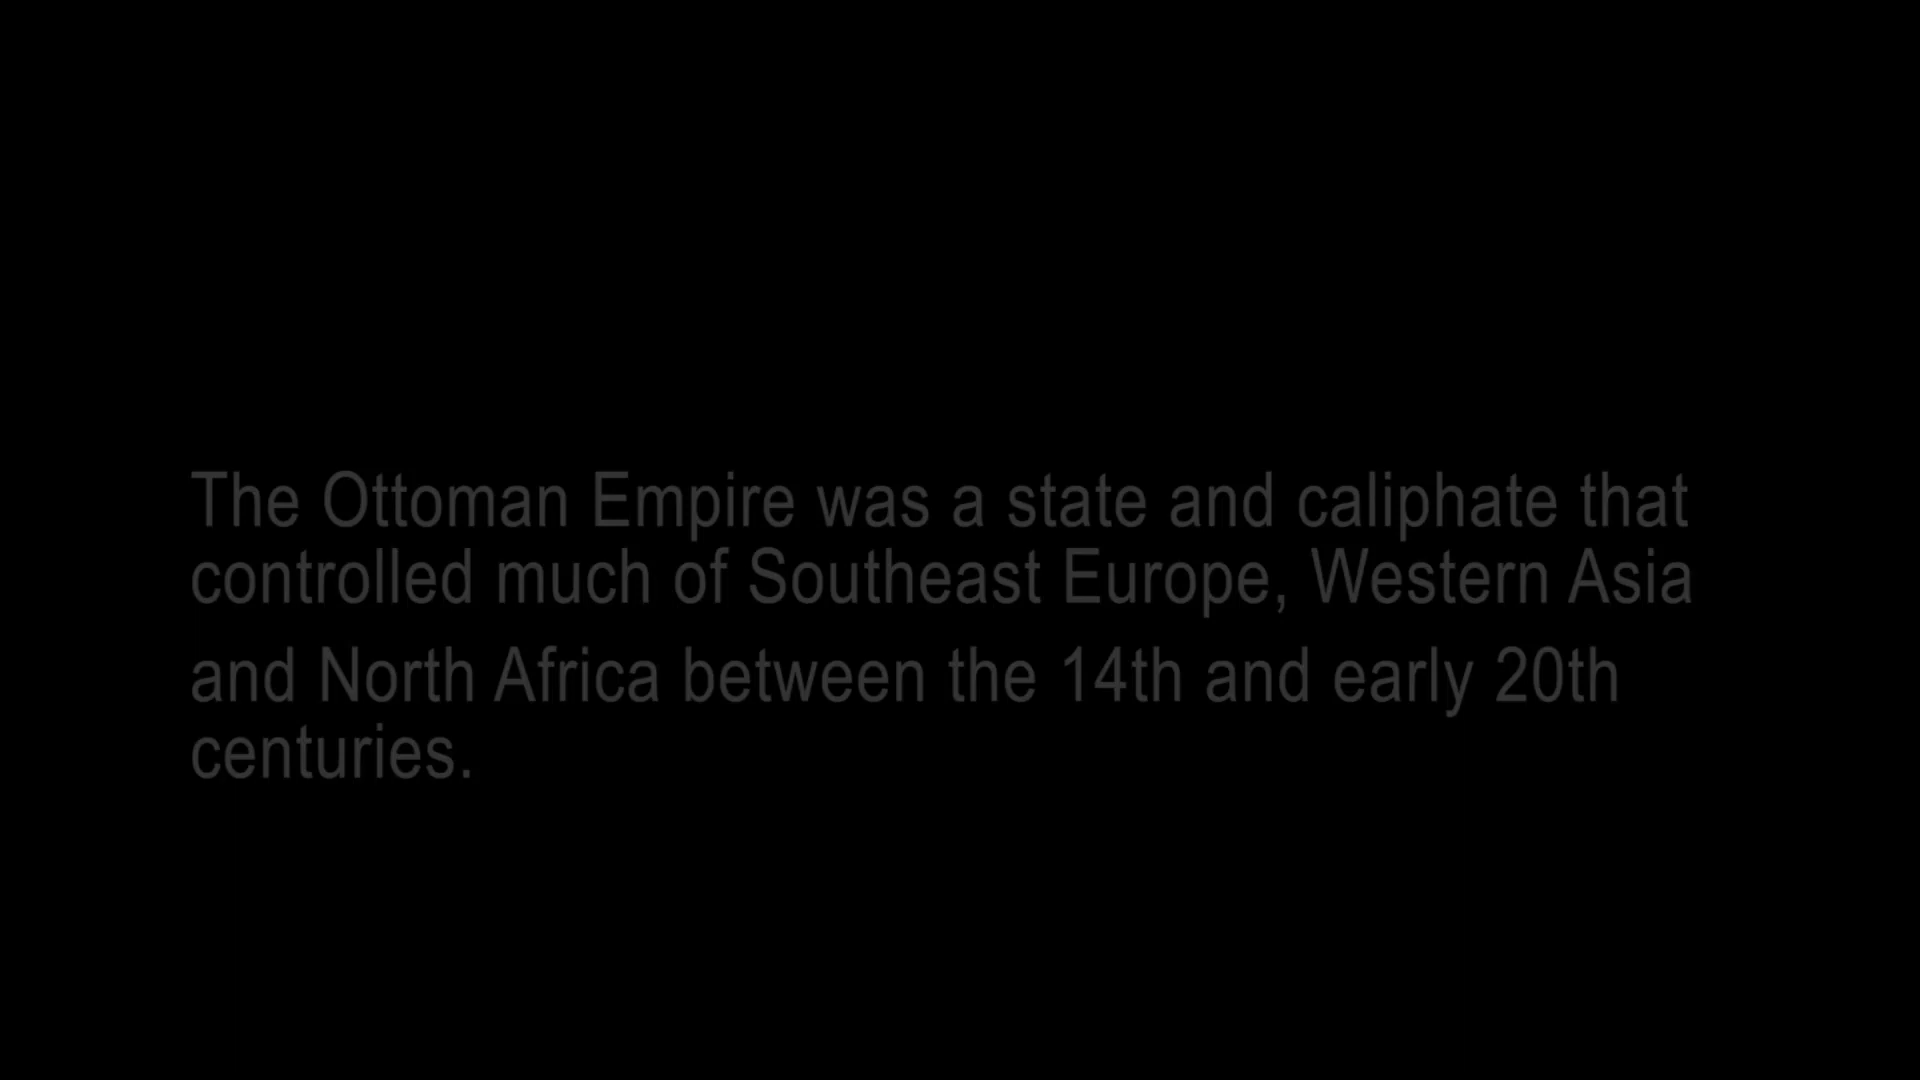 The Ottoman Empire was a state and caliphate that
controlled much of Southeast Europe, Western Asia
and North Africa between the 14th and early 20th
centuries.